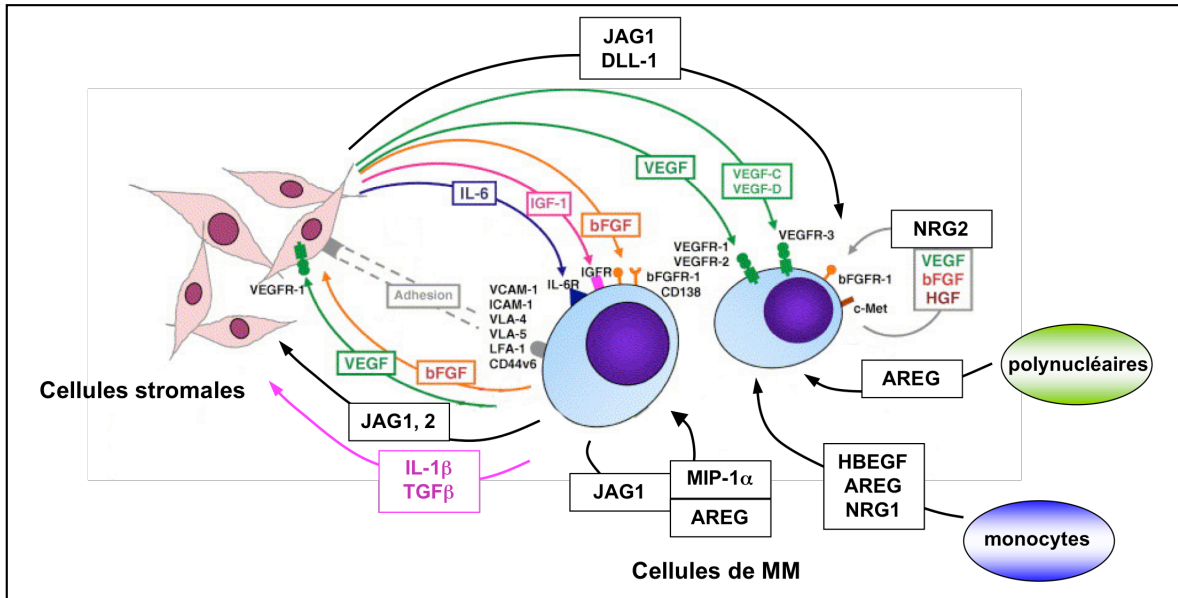 JAG1
DLL-1
VEGF
VEGF-C
VEGF-D
IL-6
IGF-1
bFGF
NRG2
VEGF
bFGF
HGF
VEGFR-3
VEGFR-1
VEGFR-2
bFGFR-1
c-Met
IGFR
IL-6R
bFGFR-1
CD138
VEGFR-1
Adhesion
VCAM-1
ICAM-1
VLA-4
VLA-5
LFA-1
CD44v6
VEGF
bFGF
Cellules stromales
JAG1, 2
IL-1β
TGFβ
JAG1
MIP-1α
AREG
AREG
polynucléaires
HBEGF
AREG
NRG1
monocytes
Cellules de MM